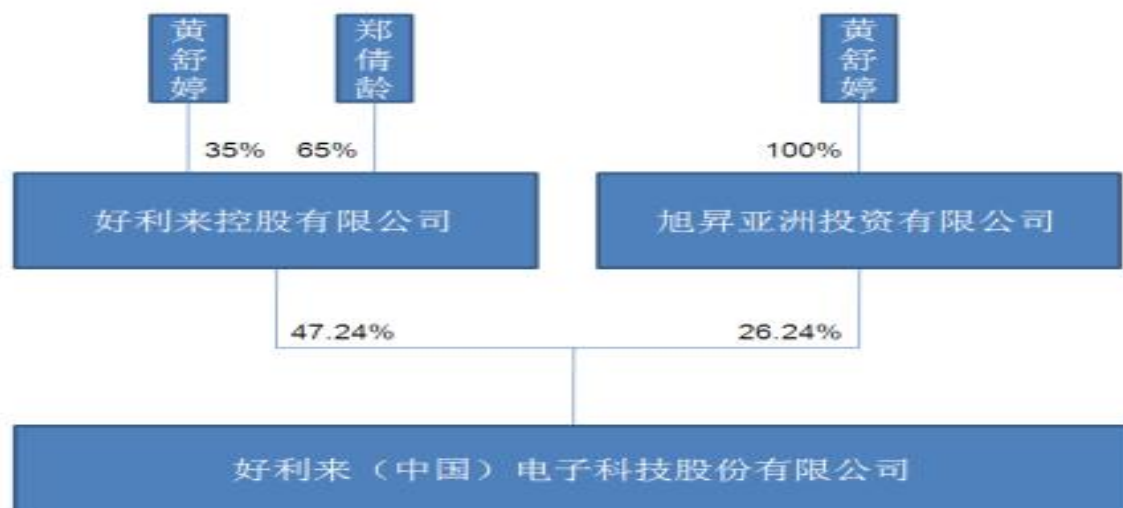 黄舒婷
郑倩龄
黄舒婷
35%
65%
100%
好利来控股有限公司
旭昇亚洲投资有限公司
47.24%
26.24%
好利来（中国）电子科技股份有限公司